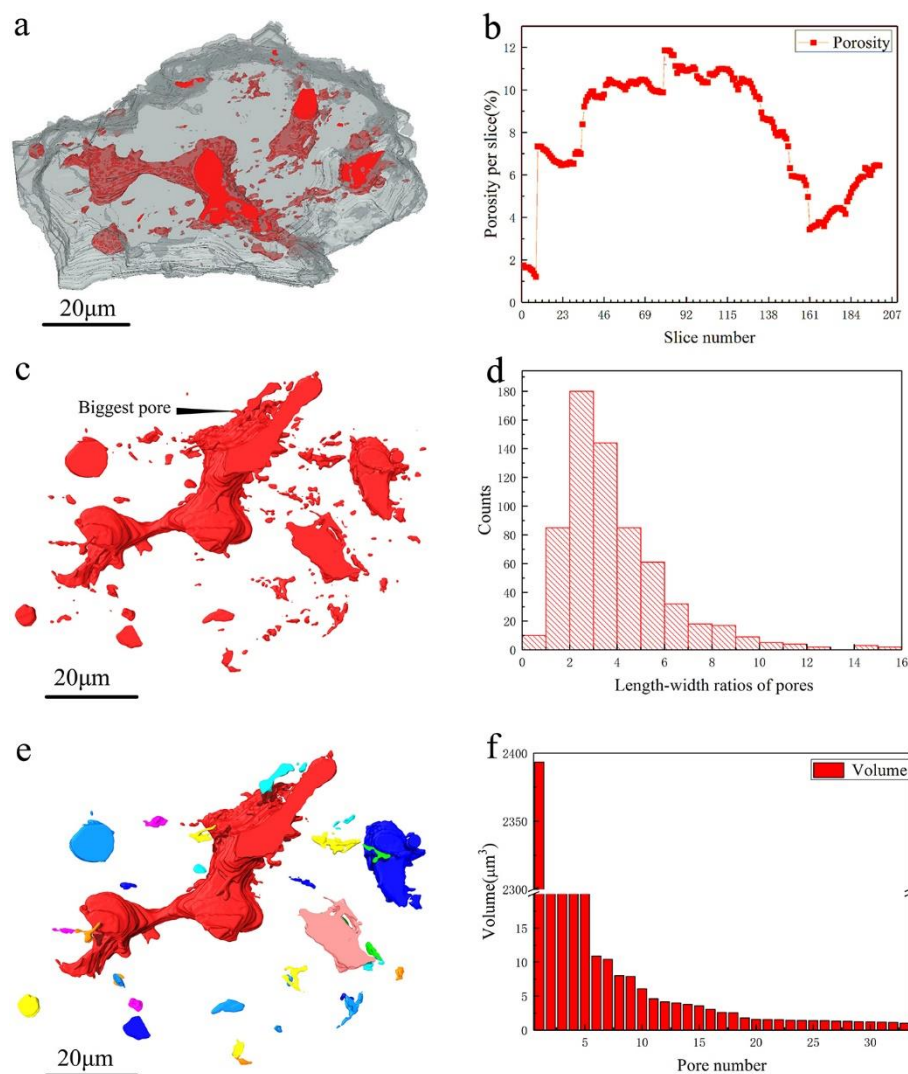 a
20μm
b
Porosity
Porosity per slice(%)
12
10
8
6
4
2
0
0 23 46 69 92 115 138 161 184 207
Slice number
c
Biggest pore
20μm
d
Counts
180
160
140
120
100
80
60
40
20
0
0 2 4 6 8 10 12 14 16
Length-width ratios of pores
e
20μm
f
Volume
Volume(μm³)
2400
2350
2300
15
10
5
0
5 10 15 20 25 30
Pore number